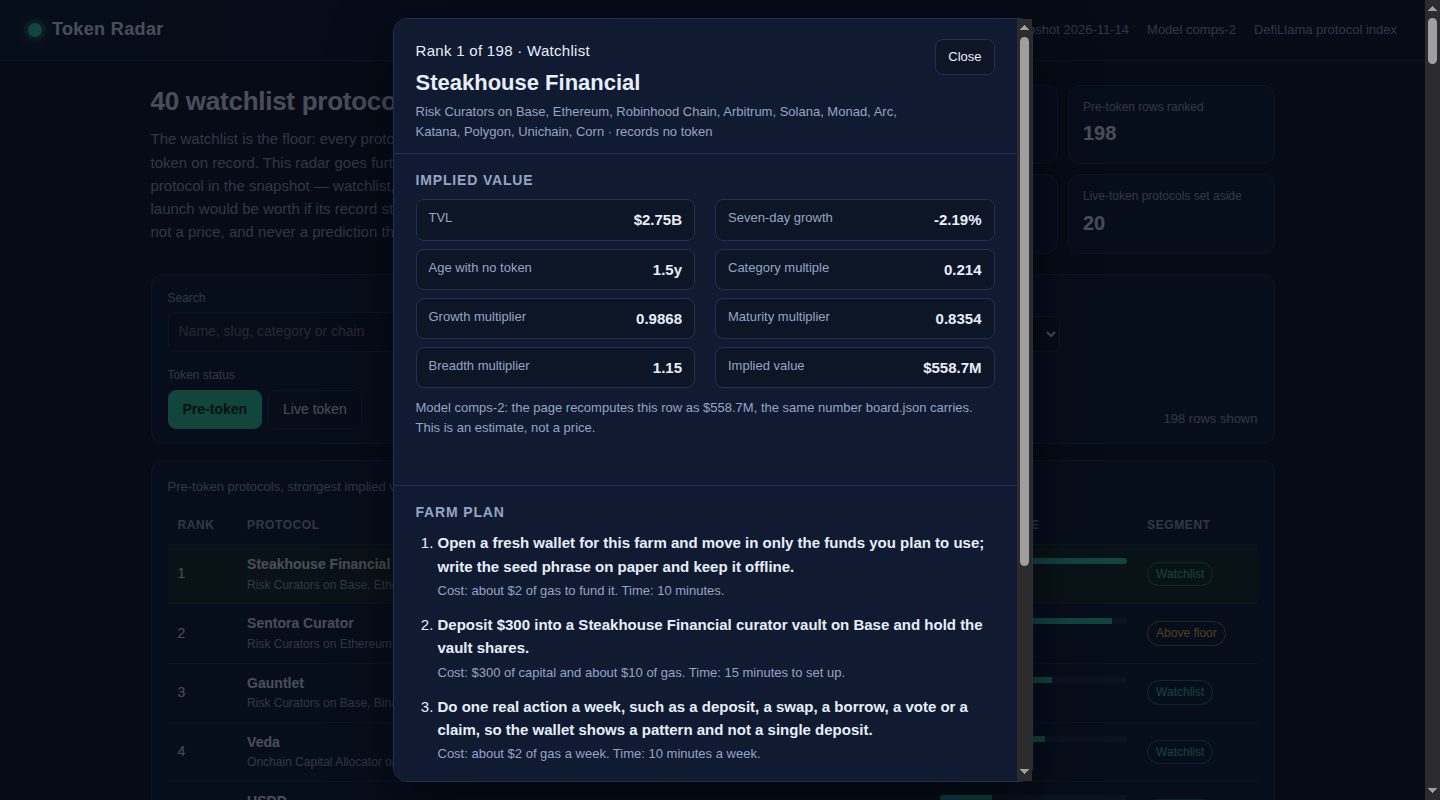 Token Radar
shot 2026-11-14 Model comps-2 DefiLlama protocol index
Rank 1 of 198 · Watchlist
Close
Steakhouse Financial
Risk Curators on Base, Ethereum, Robinhood Chain, Arbitrum, Solana, Monad, Arc,
Katana, Polygon, Unichain, Corn · records no token
40 watchlist protoco
The watchlist is the floor: every proto
token on record. This radar goes furt
protocol in the snapshot — watchlist,
launch would be worth if its record st
not a price, and never a prediction th
Pre-token rows ranked
198
Live-token protocols set aside
20
IMPLIED VALUE
TVL $2.75B
Seven-day growth -2.19%
Age with no token 1.5y
Category multiple 0.214
Growth multiplier 0.9868
Maturity multiplier 0.8354
Breadth multiplier 1.15
Implied value $558.7M
Model comps-2: the page recomputes this row as $558.7M, the same number board.json carries.
This is an estimate, not a price.
Search
Name, slug, category or chain
Token status
Pre-token Live token
198 rows shown
FARM PLAN
1. Open a fresh wallet for this farm and move in only the funds you plan to use;
write the seed phrase on paper and keep it offline.
Cost: about $2 of gas to fund it. Time: 10 minutes.
2. Deposit $300 into a Steakhouse Financial curator vault on Base and hold the
vault shares.
Cost: $300 of capital and about $10 of gas. Time: 15 minutes to set up.
3. Do one real action a week, such as a deposit, a swap, a borrow, a vote or a
claim, so the wallet shows a pattern and not a single deposit.
Cost: about $2 of gas a week. Time: 10 minutes a week.
Pre-token protocols, strongest implied v
RANK PROTOCOL E SEGMENT
1 Steakhouse Financial Watchlist
Risk Curators on Base, Eth
2 Sentora Curator Above floor
Risk Curators on Ethereum
3 Gauntlet Watchlist
Risk Curators on Base, Bin
4 Veda Watchlist
Onchain Capital Allocator o
USDD